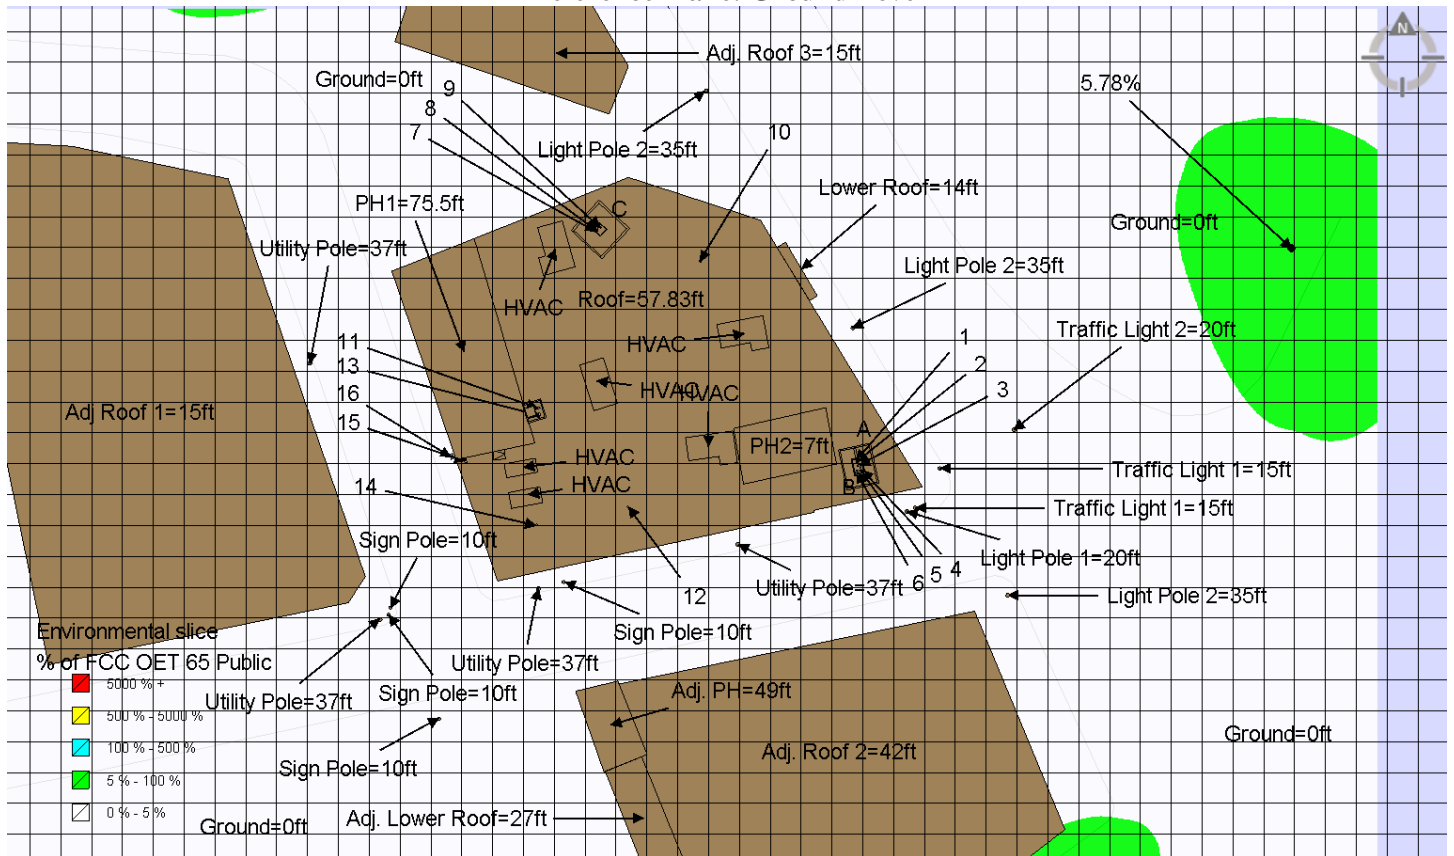 N
Adj. Roof 3=15ft
Ground=0ft
9
5.78%
8
7
10
Light Pole 2=35ft
Lower Roof=14ft
PH1=75.5ft
C
Ground=0ft
Utility Pole=37ft
Light Pole 2=35ft
HVAC
Roof=57.83ft
Traffic Light 2=20ft
11
HVAC
1
13
2
16
HVAC
HVAC
3
Adj Roof 1=15ft
15
A
PH2=7ft
HVAC
Traffic Light 1=15ft
14
HVAC
B
Traffic Light 1=15ft
Sign Pole=10ft
Light Pole 1=20ft
4
5
6
Utility Pole=37ft
12
Light Pole 2=35ft
Environmental slice
Sign Pole=10ft
% of FCC OET 65 Public
Utility Pole=37ft
5000 % +
Sign Pole=10ft
Adj. PH=49ft
Utility Pole=37ft
500 % - 5000 %
Ground=0ft
100 % - 500 %
Adj. Roof 2=42ft
Sign Pole=10ft
5 % - 100 %
0 % - 5 %
Ground=0ft
Adj. Lower Roof=27ft